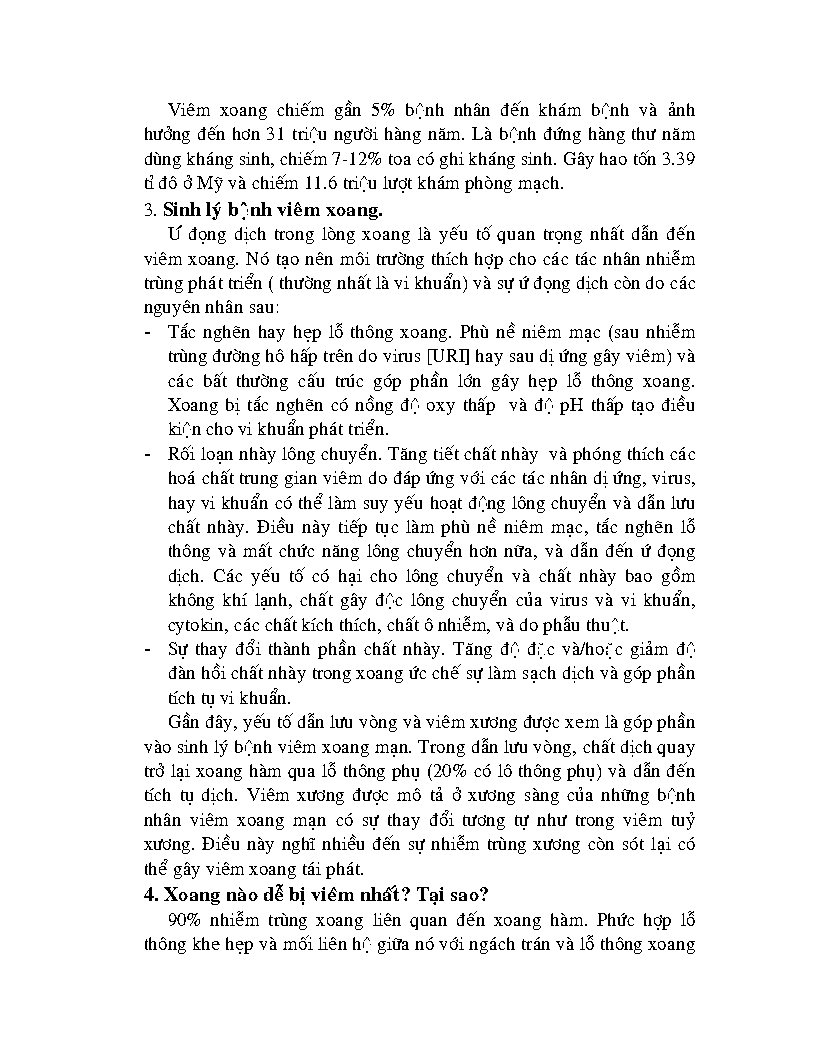 Viêm xoang chiếm gần 5% bệnh nhân đến khám bệnh và ảnh
hưởng đến hơn 31 triệu người hàng năm. Là bệnh đứng hàng thư năm
dùng kháng sinh, chiếm 7-12% toa có ghi kháng sinh. Gây hao tốn 3.39
tỉ đô ở Mỹ và chiếm 11.6 triệu lượt khám phòng mạch.
3. Sinh lý bệnh viêm xoang.
Ứ đọng dịch trong lòng xoang là yếu tố quan trọng nhất dẫn đến
viêm xoang. Nó tạo nên môi trường thích hợp cho các tác nhân nhiễm
trùng phát triển ( thường nhất là vi khuẩn) và sự ứ đọng dịch còn do các
nguyên nhân sau:
- Tắc nghẽn hay hẹp lỗ thông xoang. Phù nề niêm mạc (sau nhiễm
trùng đường hô hấp trên do virus [URI] hay sau dị ứng gây viêm) và
các bất thường cấu trúc góp phần lớn gây hẹp lỗ thông xoang.
Xoang bị tắc nghẽn có nồng độ oxy thấp  và độ pH thấp tạo điều
kiện cho vi khuẩn phát triển.
- Rối loạn nhày lông chuyển. Tăng tiết chất nhày  và phóng thích các
hoá chất trung gian viêm do đáp ứng với các tác nhân dị ứng, virus,
hay vi khuẩn có thể làm suy yếu hoạt động lông chuyển và dẫn lưu
chất nhày. Điều này tiếp tục làm phù nề niêm mạc, tắc nghẽn lỗ
thông và mất chức năng lông chuyển hơn nữa, và dẫn đến ứ đọng
dịch. Các yếu tố có hại cho lông chuyển và chất nhày bao gồm
không khí lạnh, chất gây độc lông chuyển của virus và vi khuẩn,
cytokin, các chất kích thích, chất ô nhiễm, và do phẫu thuật.
- Sự thay đổi thành phần chất nhày. Tăng độ đặc và/hoặc giảm độ
đàn hồi chất nhày trong xoang ức chế sự làm sạch dịch và góp phần
tích tụ vi khuẩn.
Gần đây, yếu tố dẫn lưu vòng và viêm xương được xem là góp phần
vào sinh lý bệnh viêm xoang mạn. Trong dẫn lưu vòng, chất dịch quay
trở lại xoang hàm qua lỗ thông phụ (20% có lô thông phụ) và dẫn đến
tích tụ dịch. Viêm xương được mô tả ở xương sàng của những bệnh
nhân viêm xoang mạn có sự thay đổi tương tự như trong viêm tuỷ
xương. Điều này nghĩ nhiều đến sự nhiễm trùng xương còn sót lại có
thể gây viêm xoang tái phát.
4. Xoang nào dễ bị viêm nhất? Tại sao?
90% nhiễm trùng xoang liên quan đến xoang hàm. Phức hợp lỗ
thông khe hẹp và mối liên hệ giữa nó với ngách trán và lỗ thông xoang